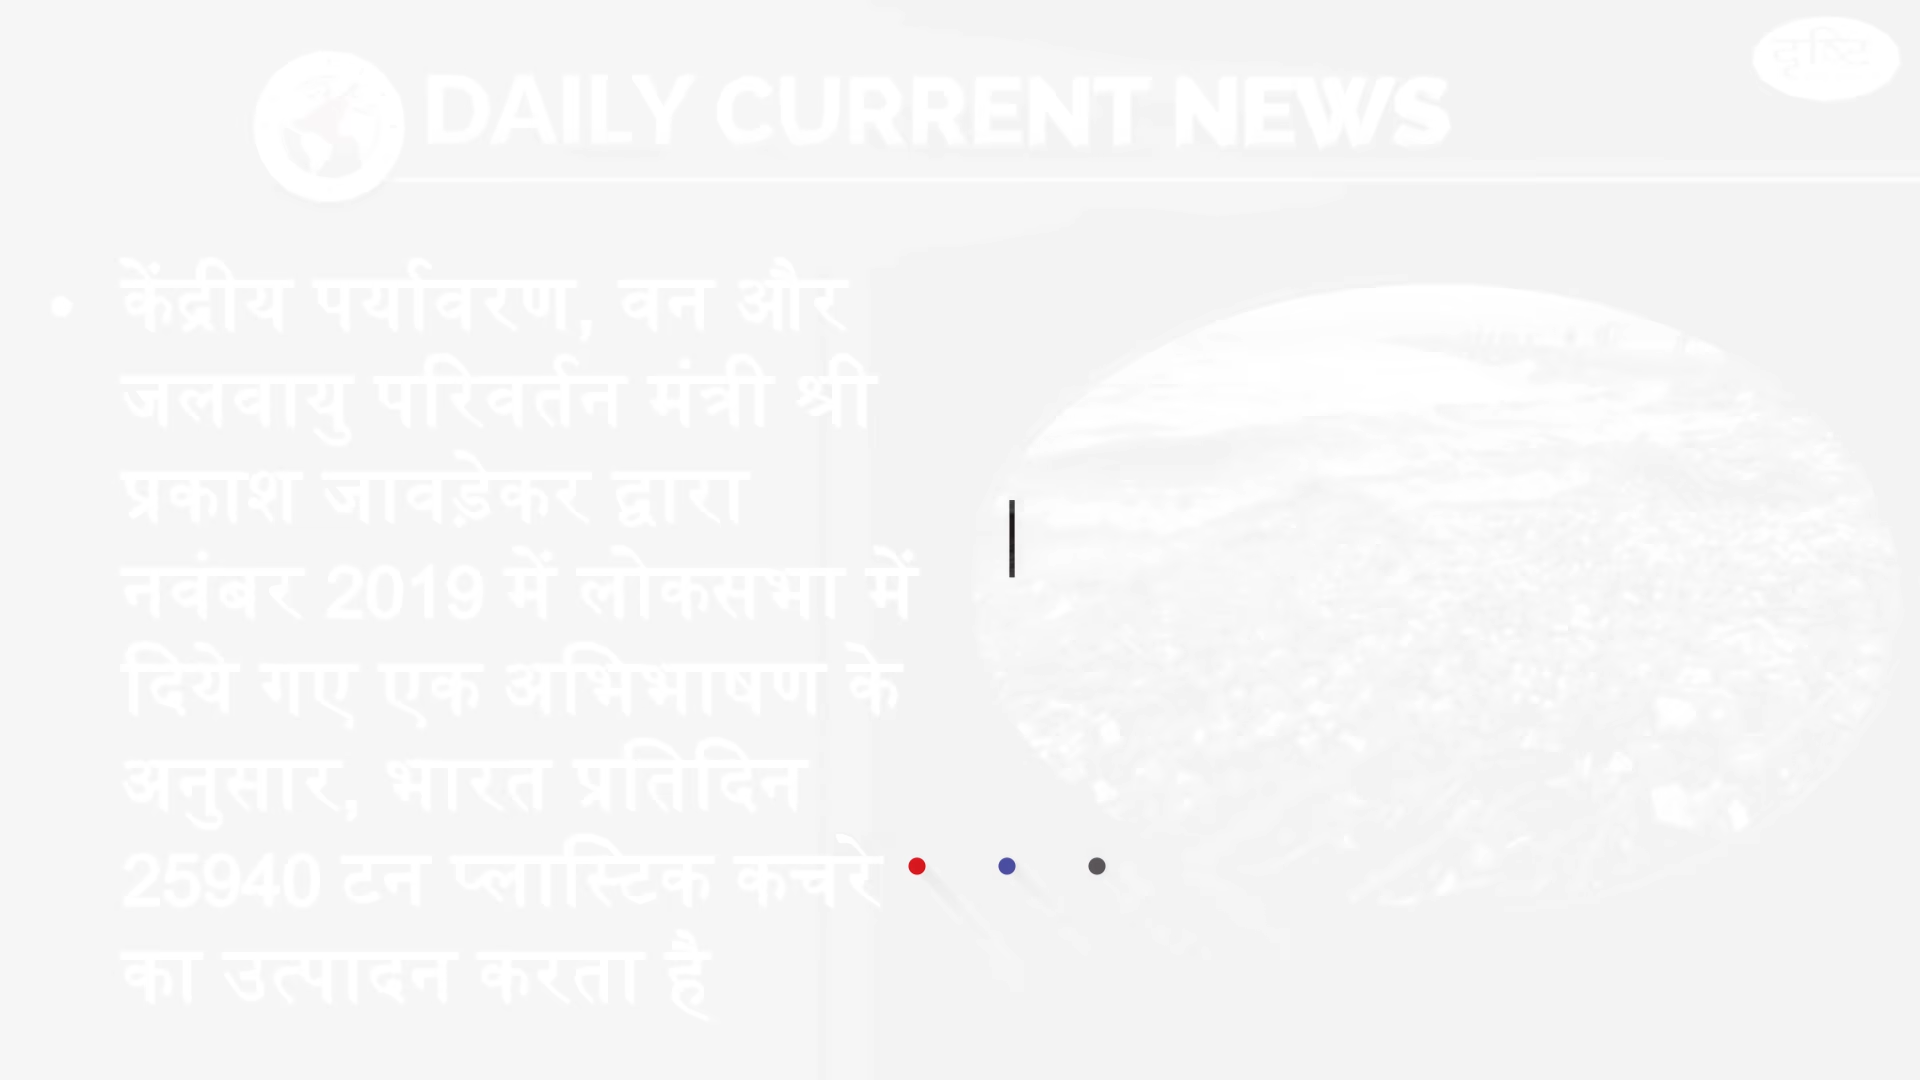 दृष्टि
DAILY CURRENT NEWS
• केंद्रीय पर्यावरण, वन और
जलवायु परिवर्तन मंत्री श्री
प्रकाश जावड़ेकर द्वारा
नवंबर 2019 में लोकसभा में
दिये गए एक अभिभाषण के
अनुसार, भारत प्रतिदिन
25940 टन प्लास्टिक कचरे
का उत्पादन करता है